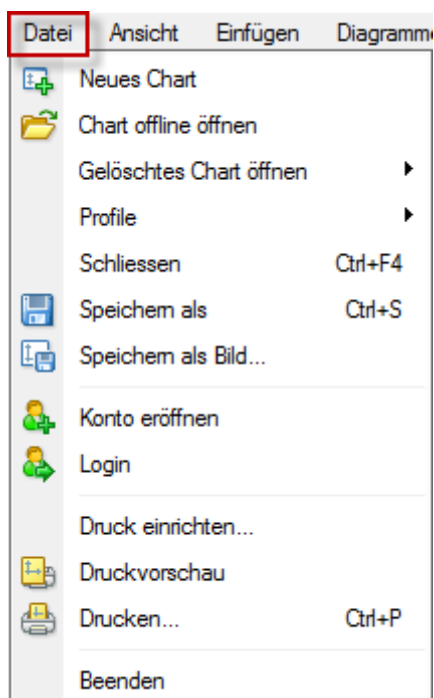 Datei Ansicht Einfügen Diagramme
Neues Chart
Chart offline öffnen
Gelöschtes Chart öffnen
Profile
Schliessen Ctrl+F4
Speichern als Ctrl+S
Speichern als Bild...
Konto eröffnen
Login
Druck einrichten...
Druckvorschau
Drucken... Ctrl+P
Beenden